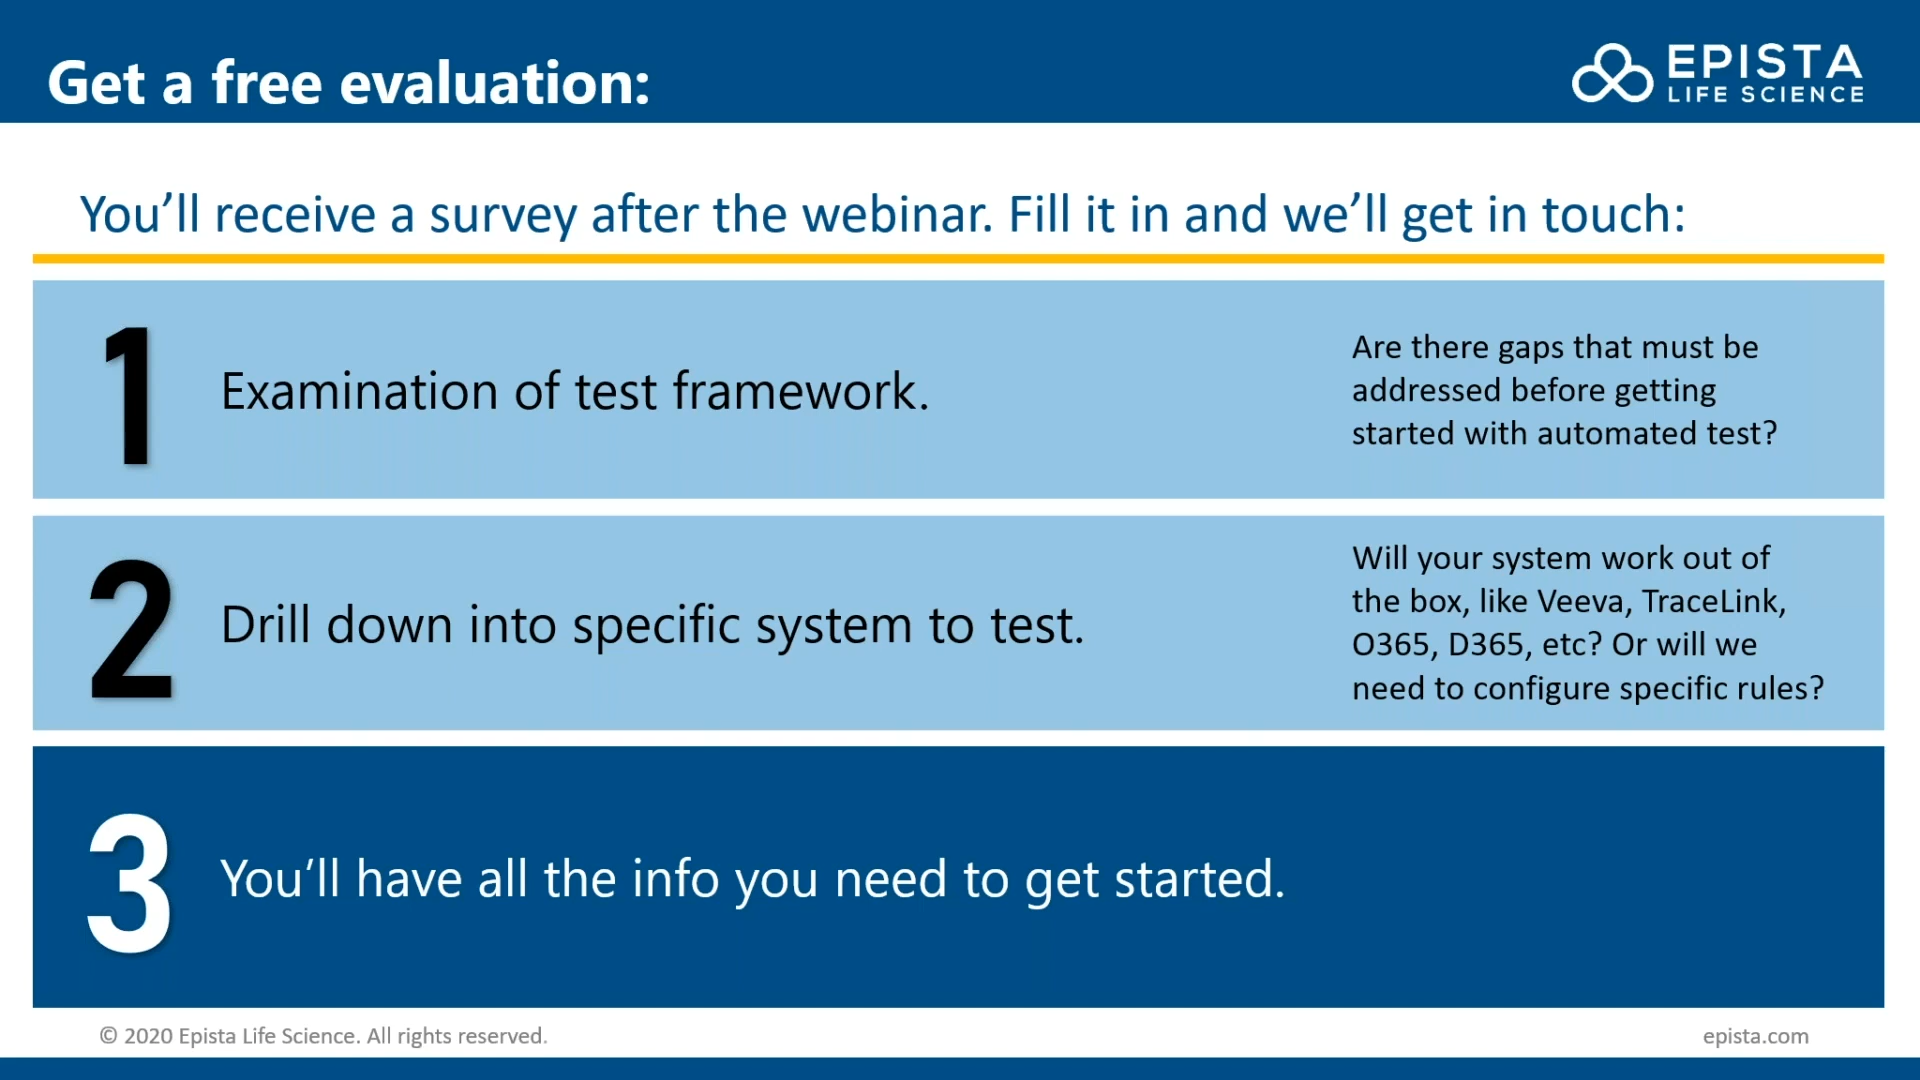 Get a free evaluation:
EPISTA
LIFE SCIENCE
You’ll receive a survey after the webinar. Fill it in and we’ll get in touch:
1
Examination of test framework.
Are there gaps that must be
addressed before getting
started with automated test?
2
Drill down into specific system to test.
Will your system work out of
the box, like Veeva, TraceLink,
O365, D365, etc? Or will we
need to configure specific rules?
3
You’ll have all the info you need to get started.
© 2020 Epista Life Science. All rights reserved.
epista.com